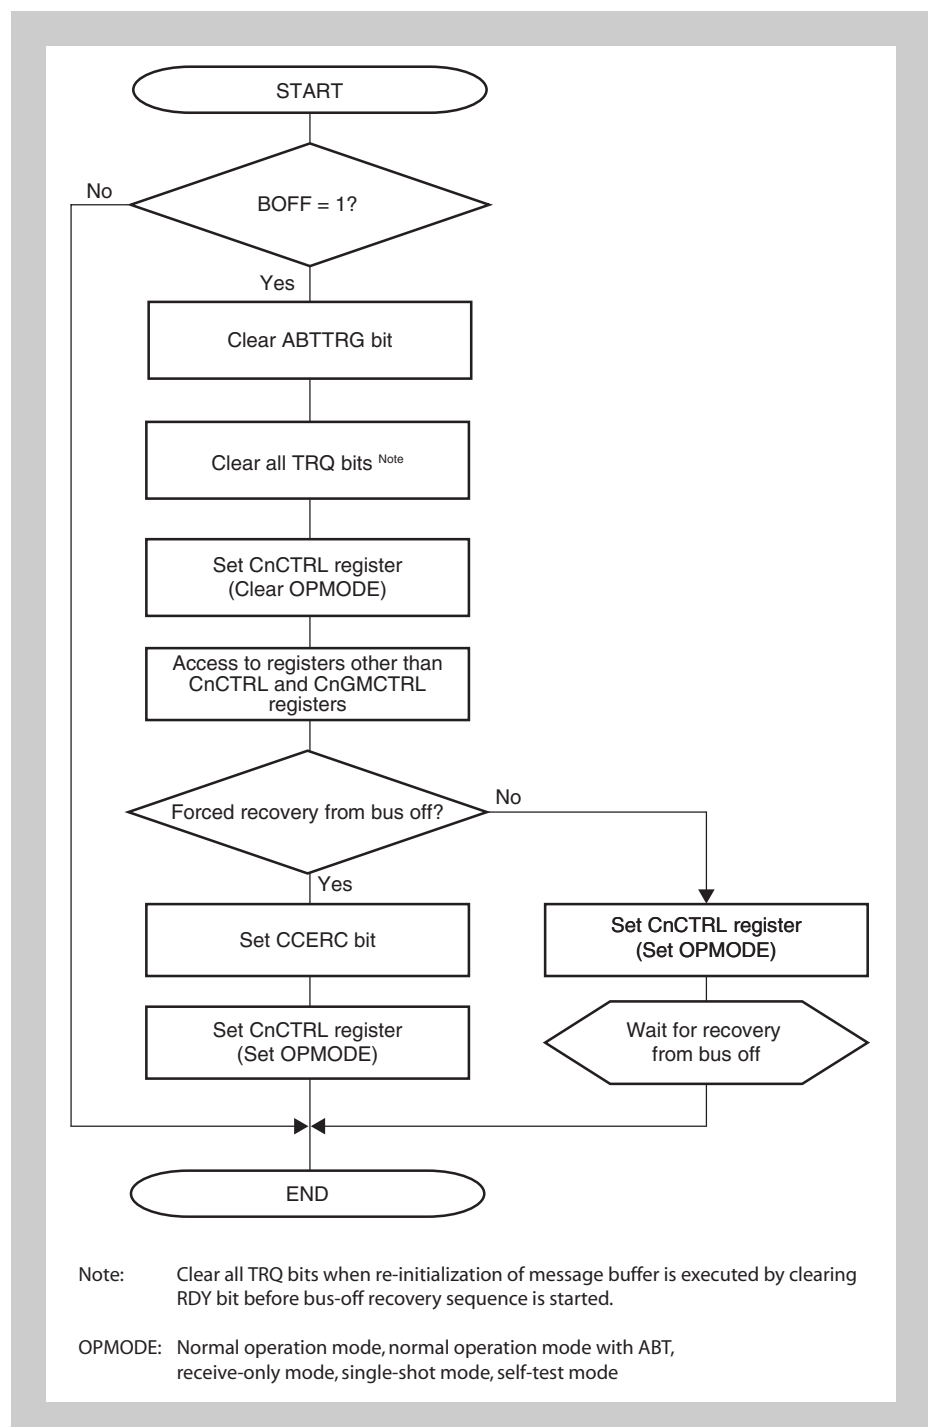 START
No
BOFF = 1?
Yes
Clear ABTTRG bit
Clear all TRQ bits Note
Set CnCTRL register
(Clear OPMODE)
Access to registers other than
CnCTRL and CnGMCTRL
registers
Forced recovery from bus off?
No
Yes
Set CCERC bit
Set CnCTRL register
(Set OPMODE)
Set CnCTRL register
(Set OPMODE)
Wait for recovery
from bus off
END
Note: Clear all TRQ bits when re-initialization of message buffer is executed by clearing
RDY bit before bus-off recovery sequence is started.
OPMODE: Normal operation mode, normal operation mode with ABT,
receive-only mode, single-shot mode, self-test mode